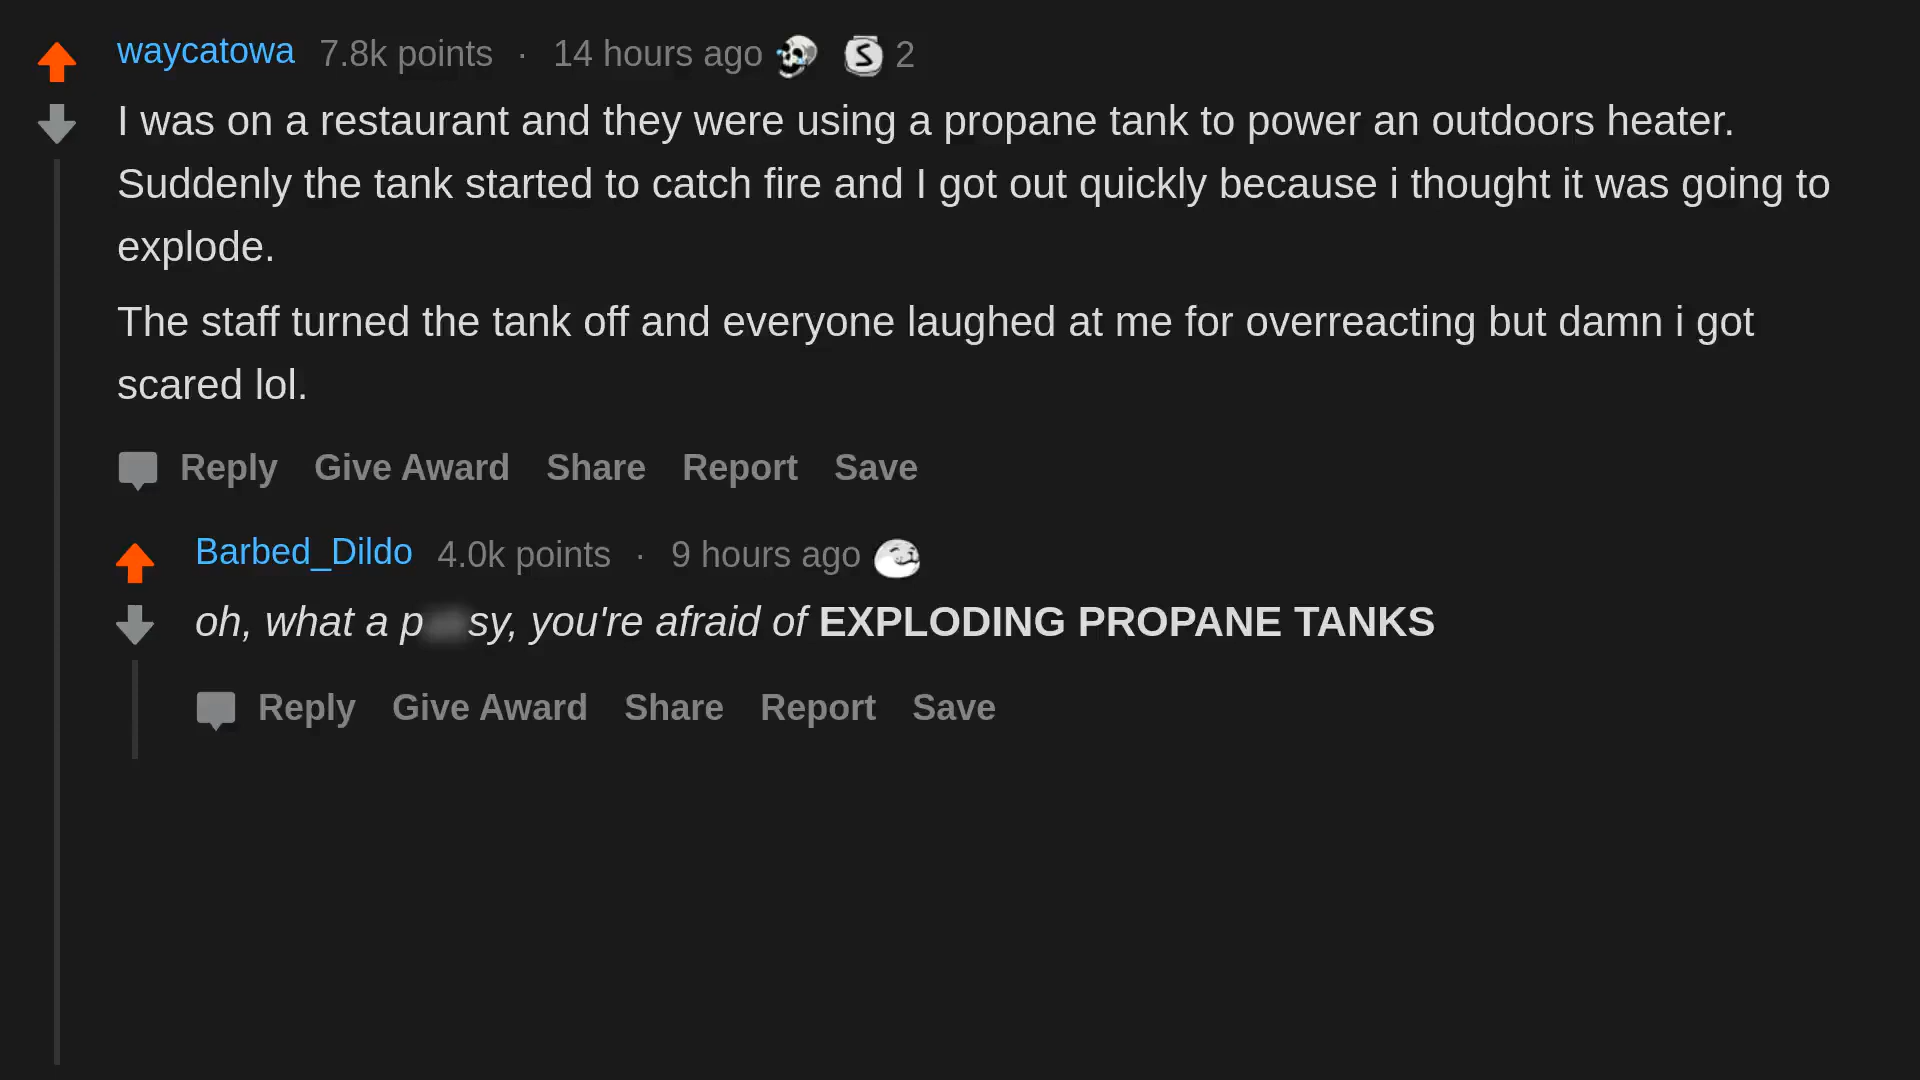 waycatowa 7.8k points · 14 hours ago 2
I was on a restaurant and they were using a propane tank to power an outdoors heater.
Suddenly the tank started to catch fire and I got out quickly because i thought it was going to
explode.
The staff turned the tank off and everyone laughed at me for overreacting but damn i got
scared lol.
Reply Give Award Share Report Save
Barbed_Dildo 4.0k points · 9 hours ago
oh, what a you're afraid of EXPLODING PROPANE TANKS
Reply Give Award Share Report Save